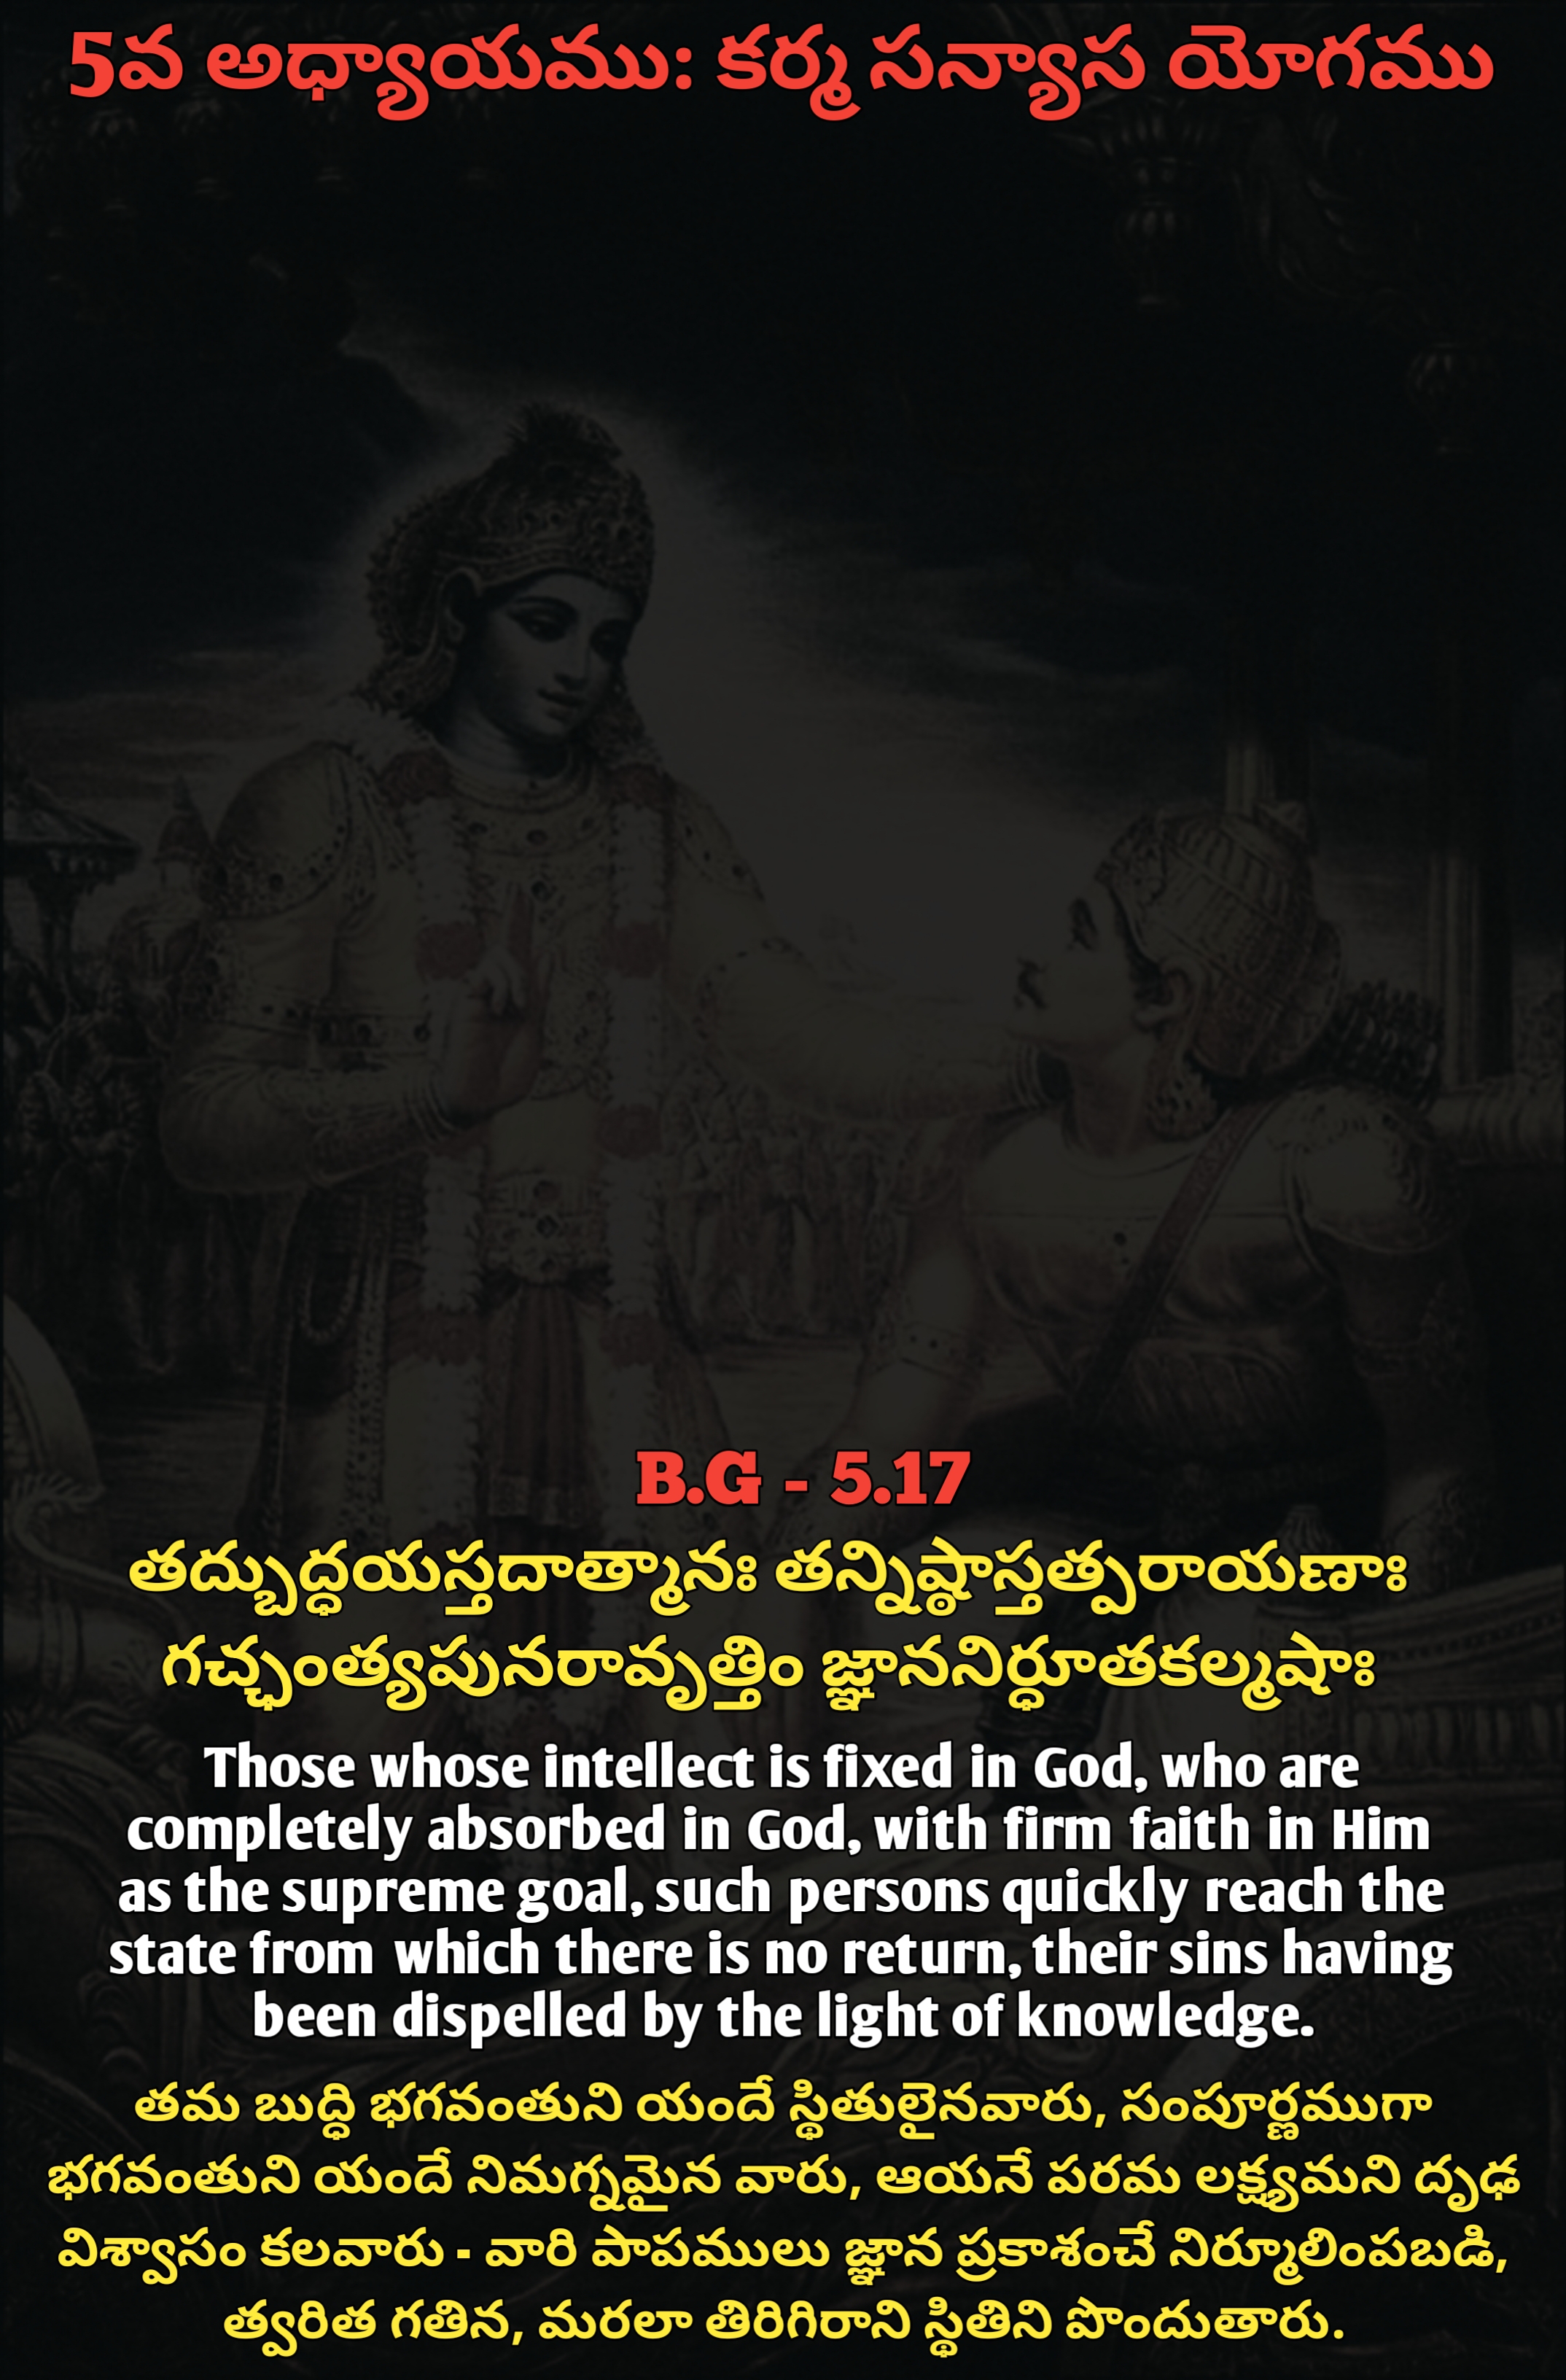 5వ అధ్యాయము: కర్మ సన్యాస యోగము
B.G - 5.17
తద్బుద్ధయస్తదాత్మానః తన్నిష్ఠాస్తత్పరాయణాః
గచ్ఛంత్యపునరావృత్తిం జ్ఞాననిర్ధూతకల్మషాః
Those whose intellect is fixed in God, who are
completely absorbed in God, with firm faith in Him
as the supreme goal, such persons quickly reach the
state from which there is no return, their sins having
been dispelled by the light of knowledge.
తమ బుద్ధి భగవంతుని యందే స్థితులైనవారు, సంపూర్ణముగా
భగవంతుని యందే నిమగ్నమైన వారు, ఆయనే పరమ లక్ష్యమని దృఢ
విశ్వాసం కలవారు - వారి పాపములు జ్ఞాన ప్రకాశంచే నిర్మూలింపబడి,
త్వరిత గతిన, మరలా తిరిగిరాని స్థితిని పొందుతారు.